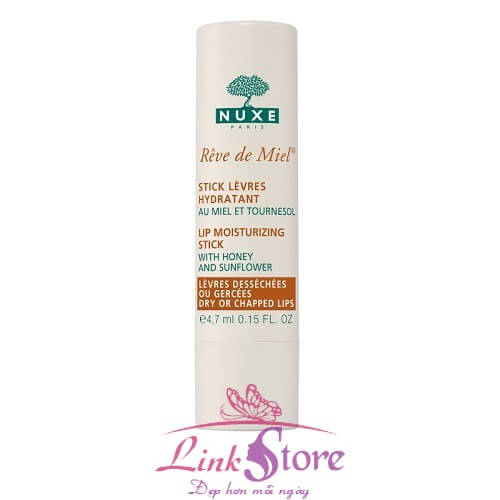 NUXE
PARIS
Rêve de Miel®
STICK LÈVRES
HYDRATANT
AU MIEL ET TOURNESOL
LIP MOISTURIZING
STICK
WITH HONEY
AND SUNFLOWER
LÈVRES DESSÉCHÉES
OU GERCÉES
DRY OR CHAPPED LIPS
℮4,7 ml 0.15 FL. OZ
Link Store
Đẹp hơn mỗi ngày